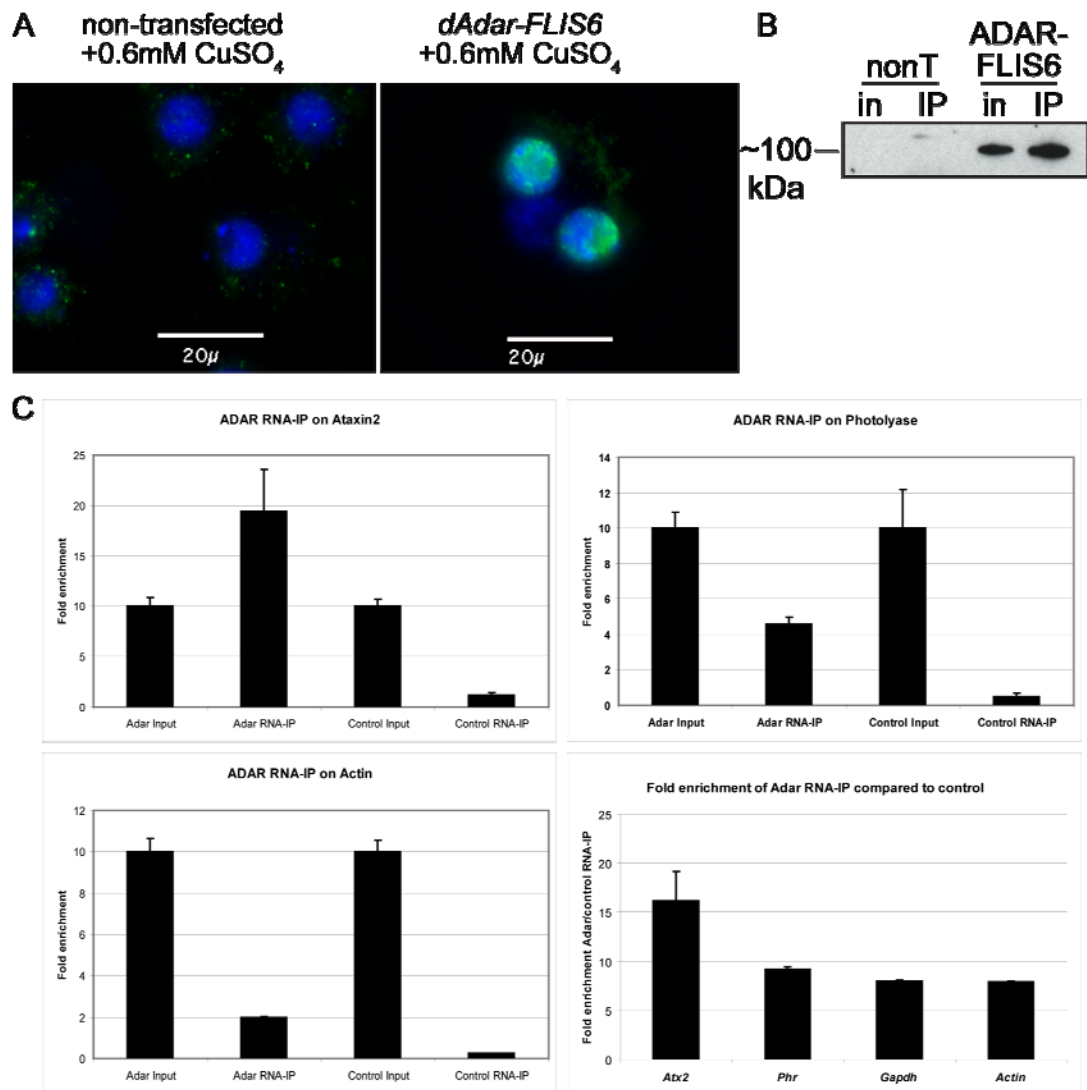 A
non-transfected
+0.6mM CuSO4
dAdar-FLIS6
+0.6mM CuSO4
20μ
20μ
B
nonT
ADAR-
FLIS6
in IP in IP
~100
kDa
C
ADAR RNA-IP on Ataxin2
Fold enrichment
25
20
15
10
5
0
Adar Input Adar RNA-IP Control Input Control RNA-IP
ADAR RNA-IP on Photolyase
Fold enrichment
14
12
10
8
6
4
2
0
Adar Input Adar RNA-IP Control Input Control RNA-IP
ADAR RNA-IP on Actin
Fold enrichment
12
10
8
6
4
2
0
Adar Input Adar RNA-IP Control Input Control RNA-IP
Fold enrichment of Adar RNA-IP compared to control
Fold enrichment Adar/control RNA-IP
25
20
15
10
5
0
Atx2 Phr Gapdh Actin